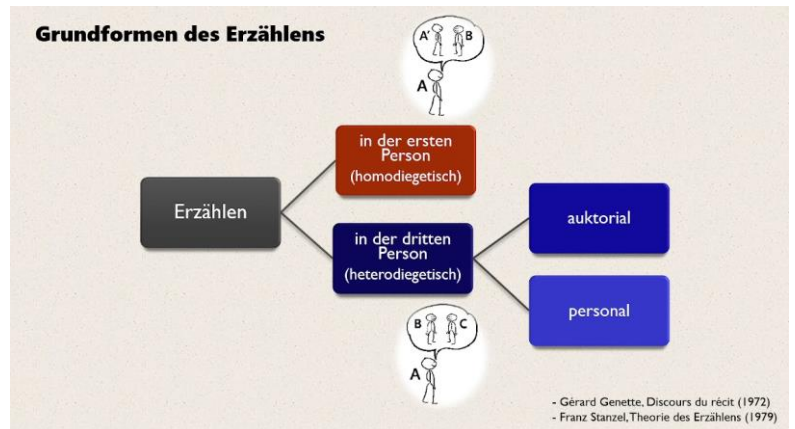 Grundformen des Erzählens
A'
B
A
in der ersten
Person
(homodiegetisch)
Erzählen
in der dritten
Person
(heterodiegetisch)
auktorial
personal
B
C
A
- Gérard Genette, Discours du récit (1972)
- Franz Stanzel, Theorie des Erzählens (1979)